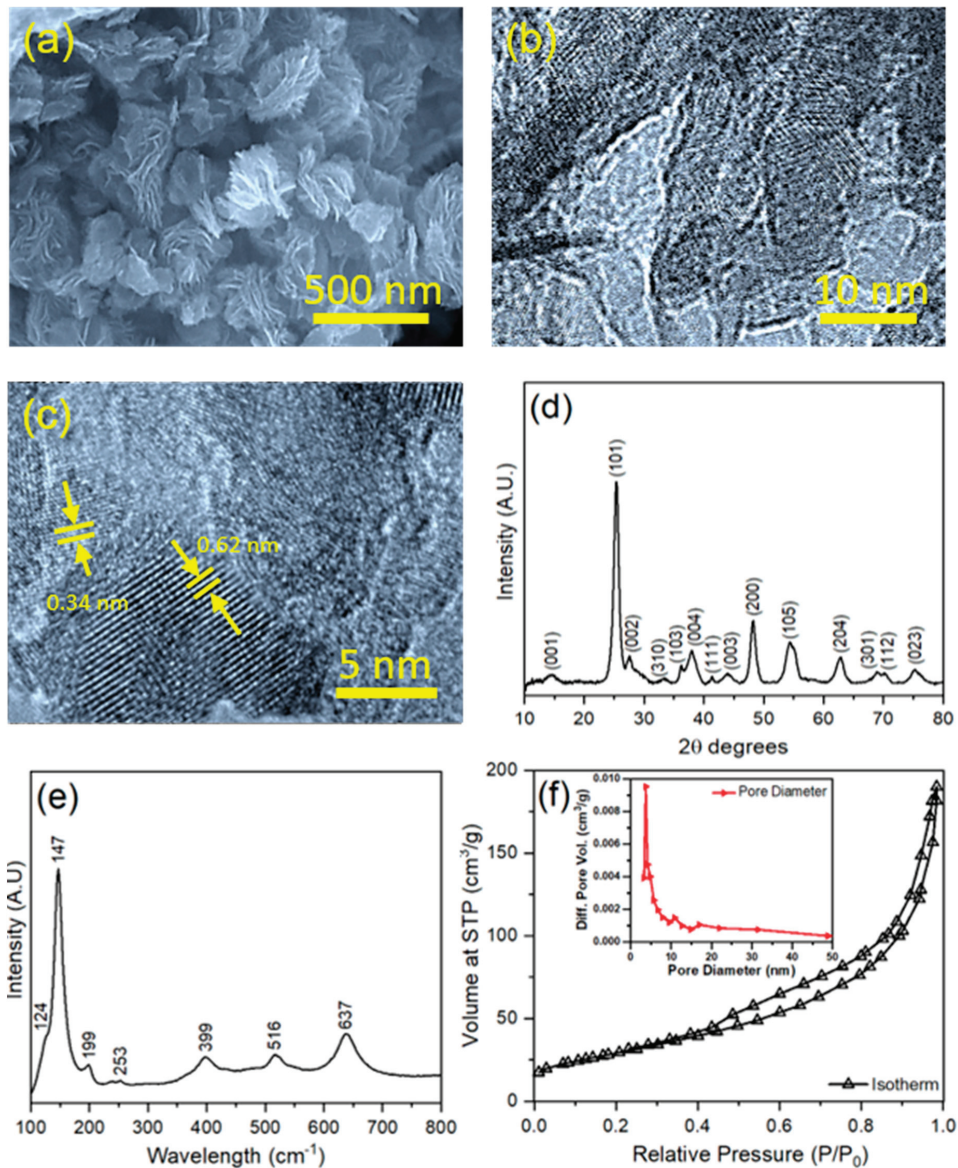 (a)
500 nm
(b)
10 nm
(c)
0.34 nm
0.62 nm
5 nm
(d)
Intensity (A.U.)
(001)
(101)
(002)
(310)
(103)
(004)
(111)
(003)
(200)
(105)
(204)
(301)
(112)
(023)
10 20 30 40 50 60 70 80
2θ degrees
(e)
Intensity (A.U)
124
147
199
253
399
516
637
100 200 300 400 500 600 700 800
Wavelength (cm⁻¹)
(f)
Volume at STP (cm³/g)
200
150
100
50
0
Diff. Pore Vol. (cm³/g)
0.010
0.008
0.006
0.004
0.002
0.000
Pore Diameter
0 10 20 30 40 50
Pore Diameter (nm)
Isotherm
0.0 0.2 0.4 0.6 0.8 1.0
Relative Pressure (P/P₀)